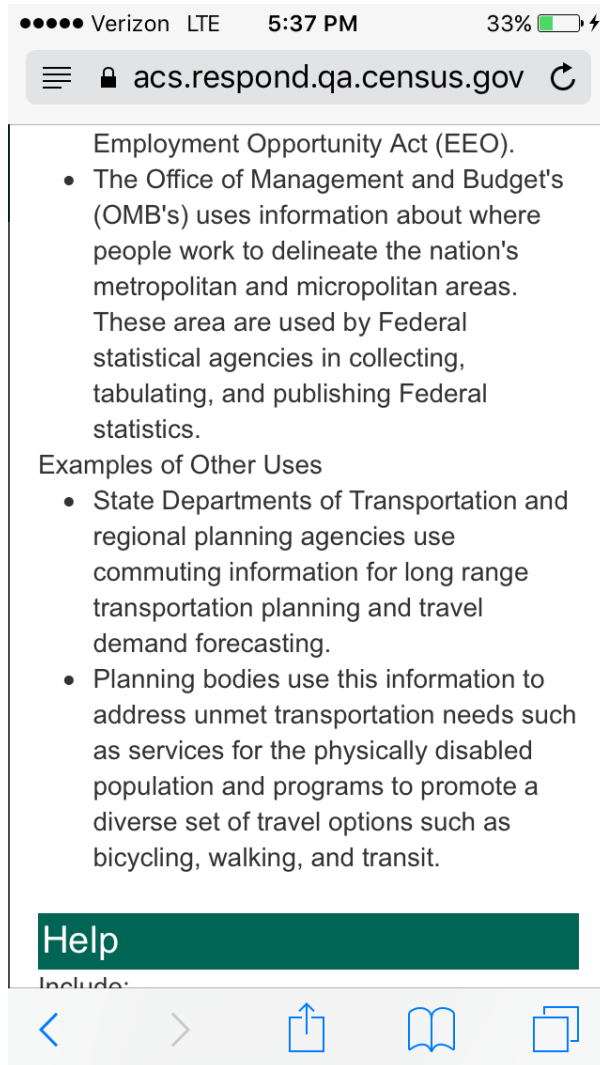 Verizon LTE 5:37 PM 33%
acs.respond.qa.census.gov
Employment Opportunity Act (EEO).
• The Office of Management and Budget's
(OMB's) uses information about where
people work to delineate the nation's
metropolitan and micropolitan areas.
These area are used by Federal
statistical agencies in collecting,
tabulating, and publishing Federal
statistics.
Examples of Other Uses
• State Departments of Transportation and
regional planning agencies use
commuting information for long range
transportation planning and travel
demand forecasting.
• Planning bodies use this information to
address unmet transportation needs such
as services for the physically disabled
population and programs to promote a
diverse set of travel options such as
bicycling, walking, and transit.
Help
Include: